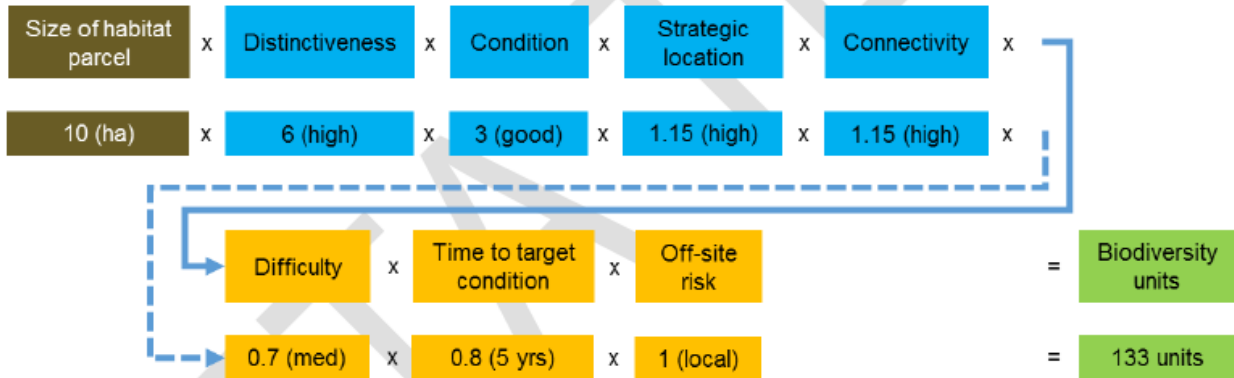 Size of habitat parcel x Distinctiveness x Condition x Strategic location x Connectivity x
10 (ha) x 6 (high) x 3 (good) x 1.15 (high) x 1.15 (high) x
Difficulty x Time to target condition x Off-site risk = Biodiversity units
0.7 (med) x 0.8 (5 yrs) x 1 (local) = 133 units